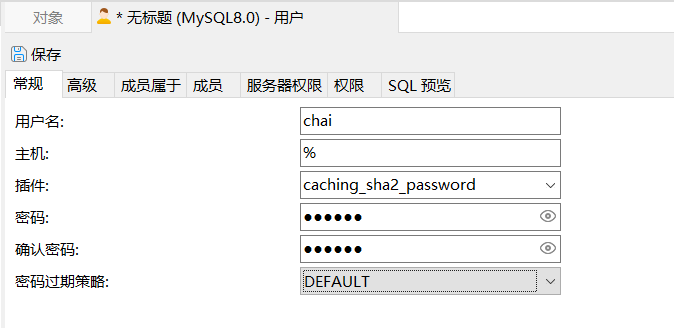 对象
* 无标题 (MySQL8.0) - 用户
保存
常规 高级 成员属于 成员 服务器权限 权限 SQL 预览
用户名: chai
主机: %
插件: caching_sha2_password
密码: ●●●●●●
确认密码: ●●●●●●
密码过期策略: DEFAULT